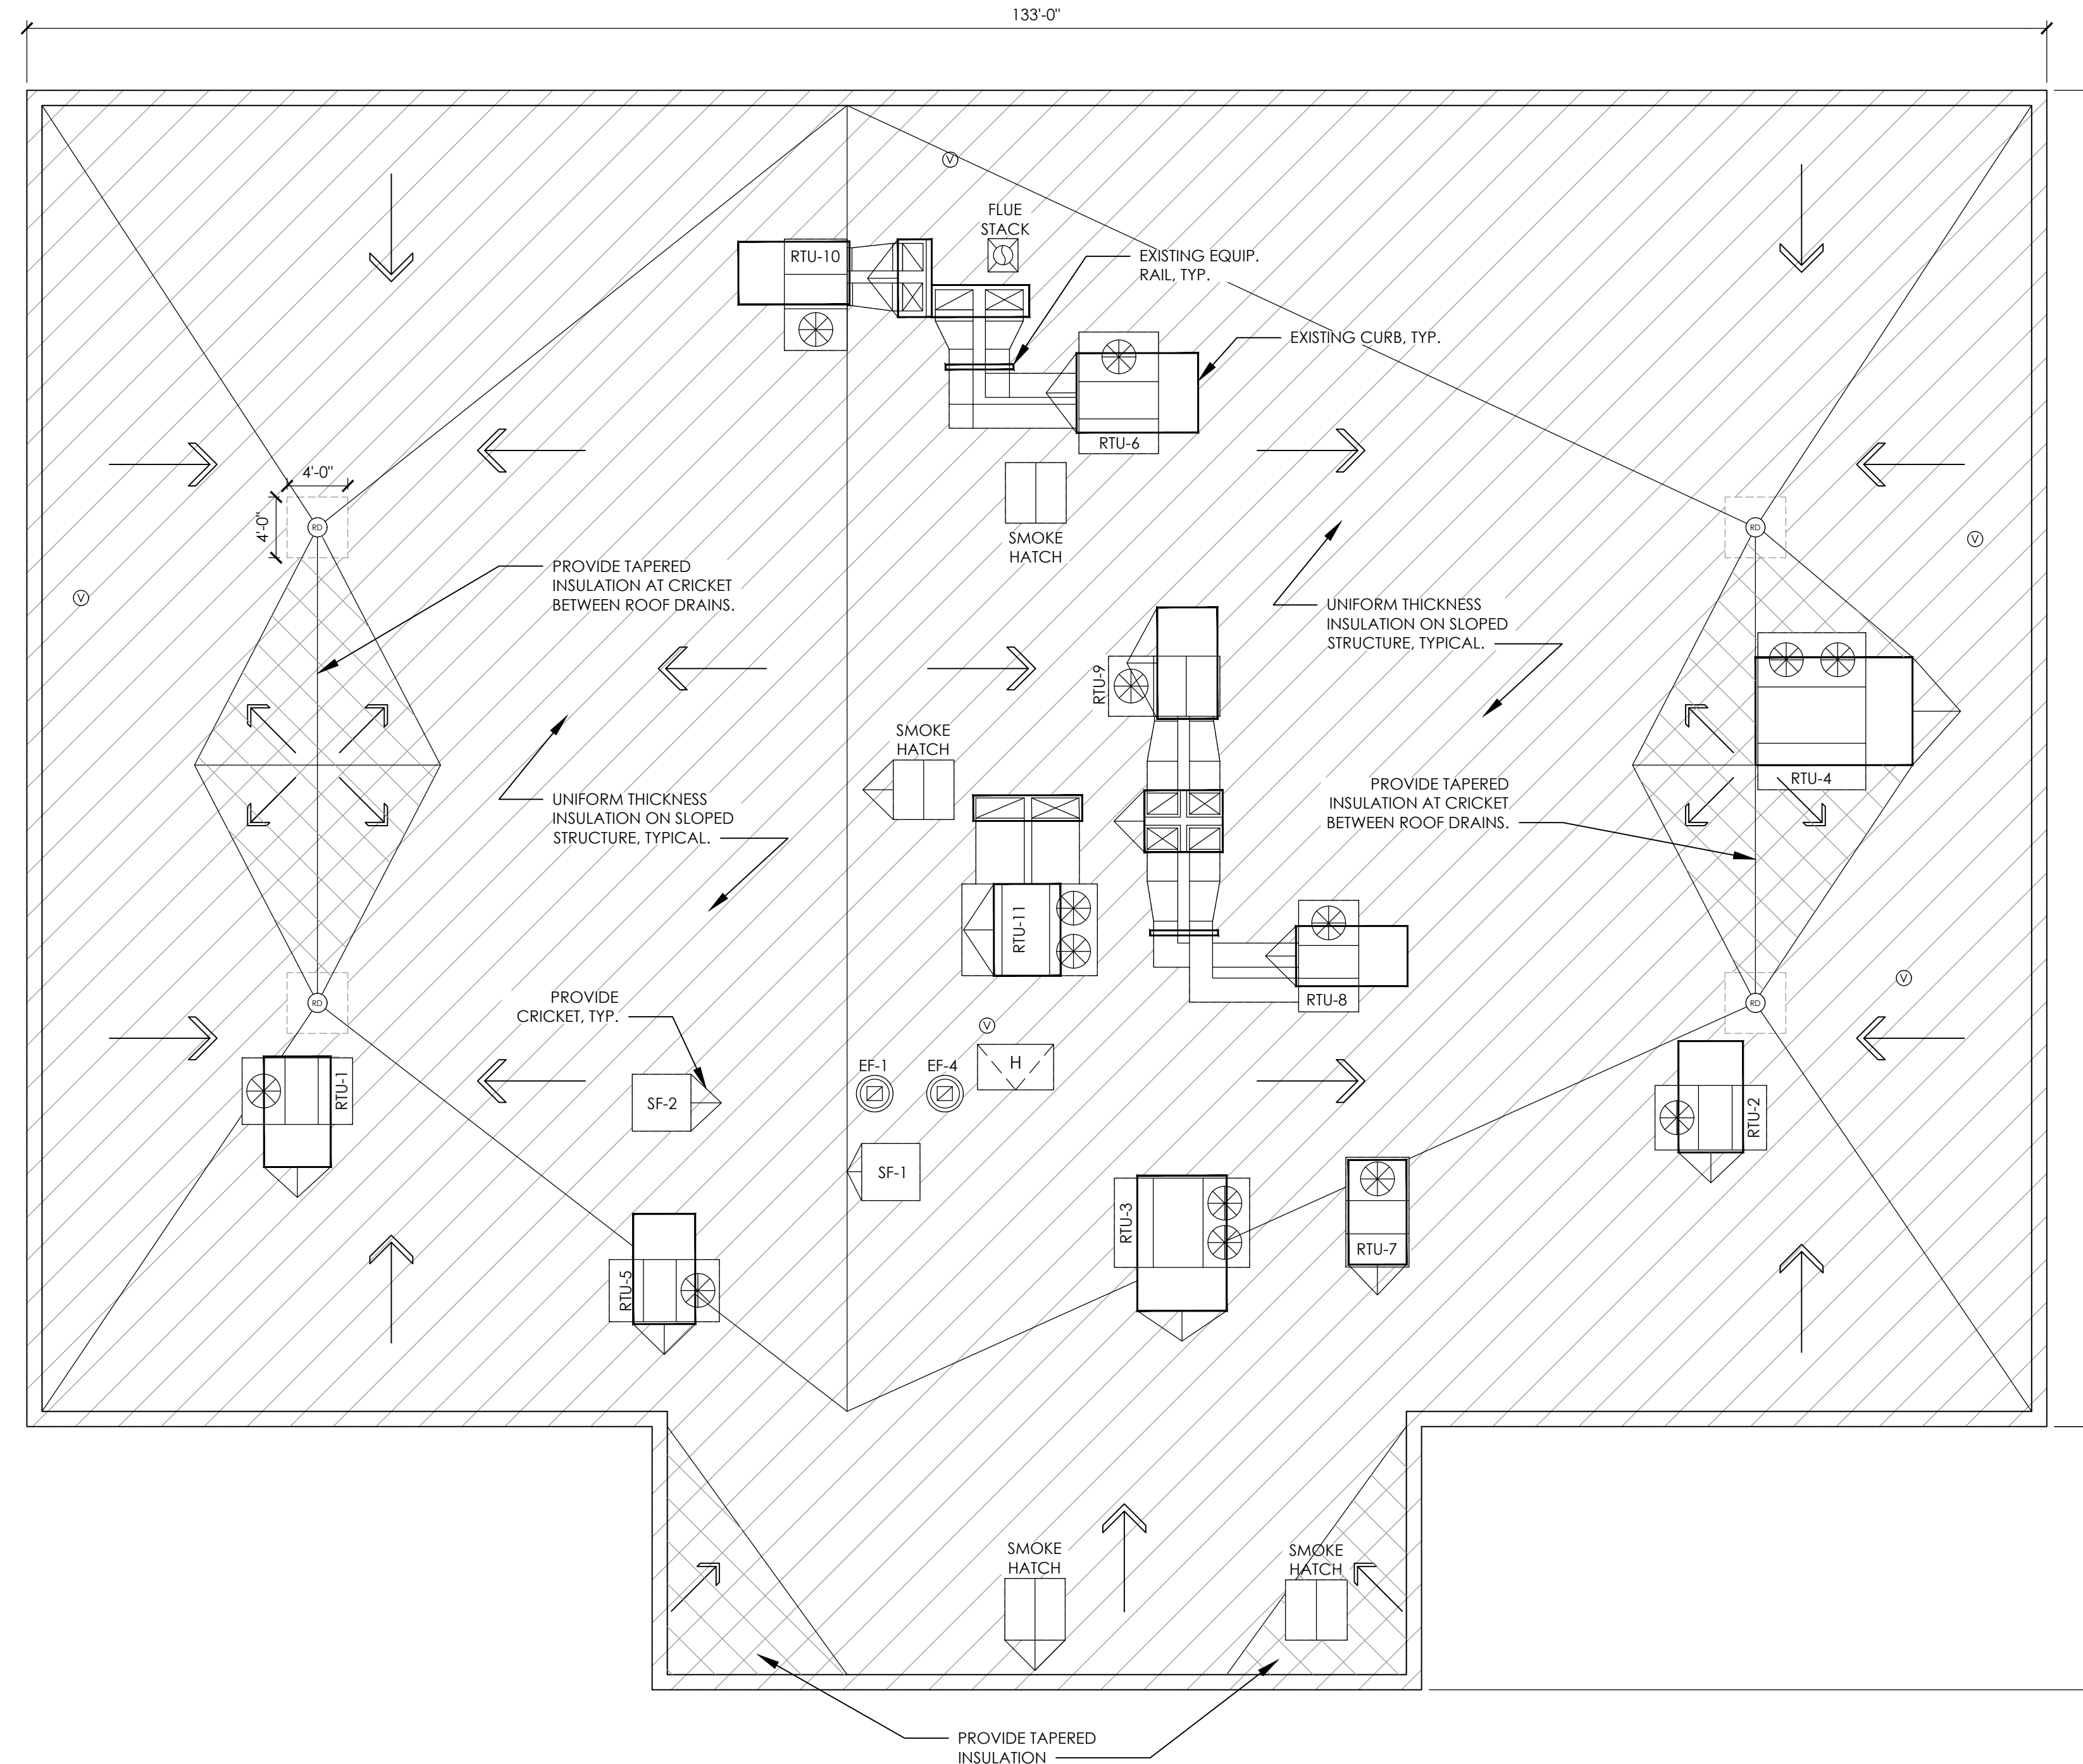 133'-0"
V
FLUE
STACK
RTU-10
EXISTING EQUIP.
RAIL, TYP.
EXISTING CURB, TYP.
RTU-6
4'-0"
4'-0"
RD
RD
SMOKE
HATCH
V
PROVIDE TAPERED
INSULATION AT CRICKET
BETWEEN ROOF DRAINS.
V
UNIFORM THICKNESS
INSULATION ON SLOPED
STRUCTURE, TYPICAL.
RTU-9
SMOKE
HATCH
RTU-4
PROVIDE TAPERED
INSULATION AT CRICKET
BETWEEN ROOF DRAINS.
UNIFORM THICKNESS
INSULATION ON SLOPED
STRUCTURE, TYPICAL.
RTU-11
V
PROVIDE
CRICKET, TYP.
RTU-8
RD
RD
V
H
EF-1
EF-4
RTU-1
SF-2
RTU-2
SF-1
RTU-3
RTU-7
RTU-5
SMOKE
HATCH
SMOKE
HATCH
PROVIDE TAPERED
INSULATION